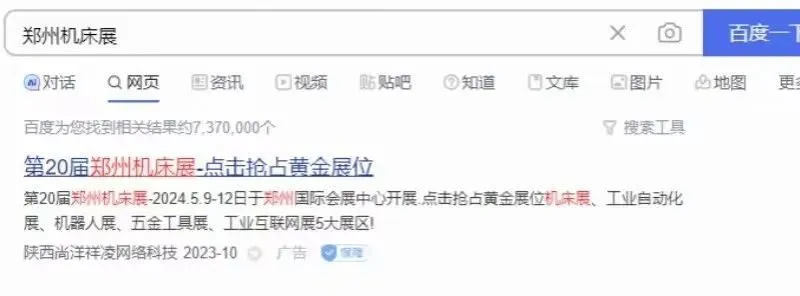 郑州机床展
百度一下
Ai 对话 网页 资讯 视频 贴 贴吧 知道 文库 图片 地图 更多
百度为您找到相关结果约7,370,000个 搜索工具
第20届郑州机床展-点击抢占黄金展位
第20届郑州机床展-2024.5.9-12日于郑州国际会展中心开展.点击抢占黄金展位机床展、工业自动化
展、机器人展、五金工具展、工业互联网展5大展区!
陕西尚洋祥凌网络科技 2023-10 广告 保障